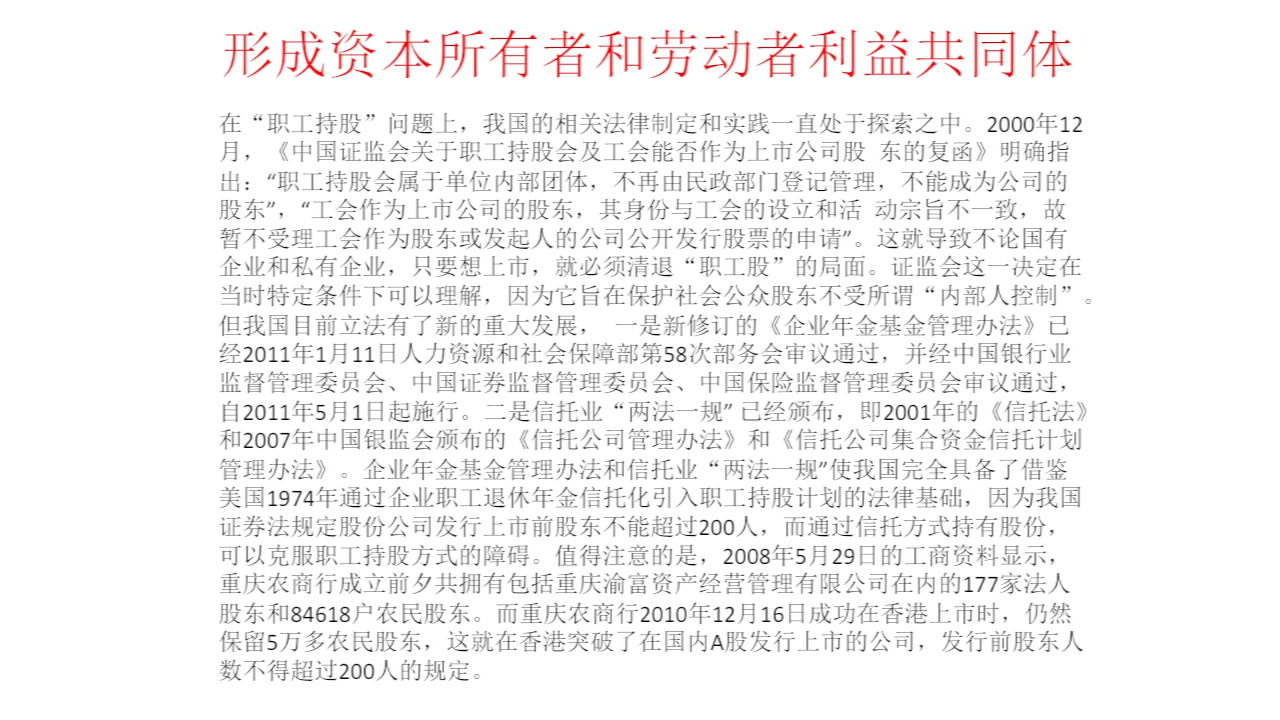 形成资本所有者和劳动者利益共同体
在“职工持股”问题上，我国的相关法律制定和实践一直处于探索之中。2000年12
月，《中国证监会关于职工持股会及工会能否作为上市公司股 东的复函》明确指
出：“职工持股会属于单位内部团体，不再由民政部门登记管理，不能成为公司的
股东”，“工会作为上市公司的股东，其身份与工会的设立和活 动宗旨不一致，故
暂不受理工会作为股东或发起人的公司公开发行股票的申请”。这就导致不论国有
企业和私有企业，只要想上市，就必须清退“职工股”的局面。证监会这一决定在
当时特定条件下可以理解，因为它旨在保护社会公众股东不受所谓“内部人控制”。
但我国目前立法有了新的重大发展， 一是新修订的《企业年金基金管理办法》已
经2011年1月11日人力资源和社会保障部第58次部务会审议通过，并经中国银行业
监督管理委员会、中国证券监督管理委员会、中国保险监督管理委员会审议通过，
自2011年5月1日起施行。二是信托业“两法一规” 已经颁布，即2001年的《信托法》
和2007年中国银监会颁布的《信托公司管理办法》和《信托公司集合资金信托计划
管理办法》。企业年金基金管理办法和信托业“两法一规”使我国完全具备了借鉴
美国1974年通过企业职工退休年金信托化引入职工持股计划的法律基础，因为我国
证券法规定股份公司发行上市前股东不能超过200人，而通过信托方式持有股份，
可以克服职工持股方式的障碍。值得注意的是，2008年5月29日的工商资料显示，
重庆农商行成立前夕共拥有包括重庆渝富资产经营管理有限公司在内的177家法人
股东和84618户农民股东。而重庆农商行2010年12月16日成功在香港上市时，仍然
保留5万多农民股东，这就在香港突破了在国内A股发行上市的公司，发行前股东人
数不得超过200人的规定。